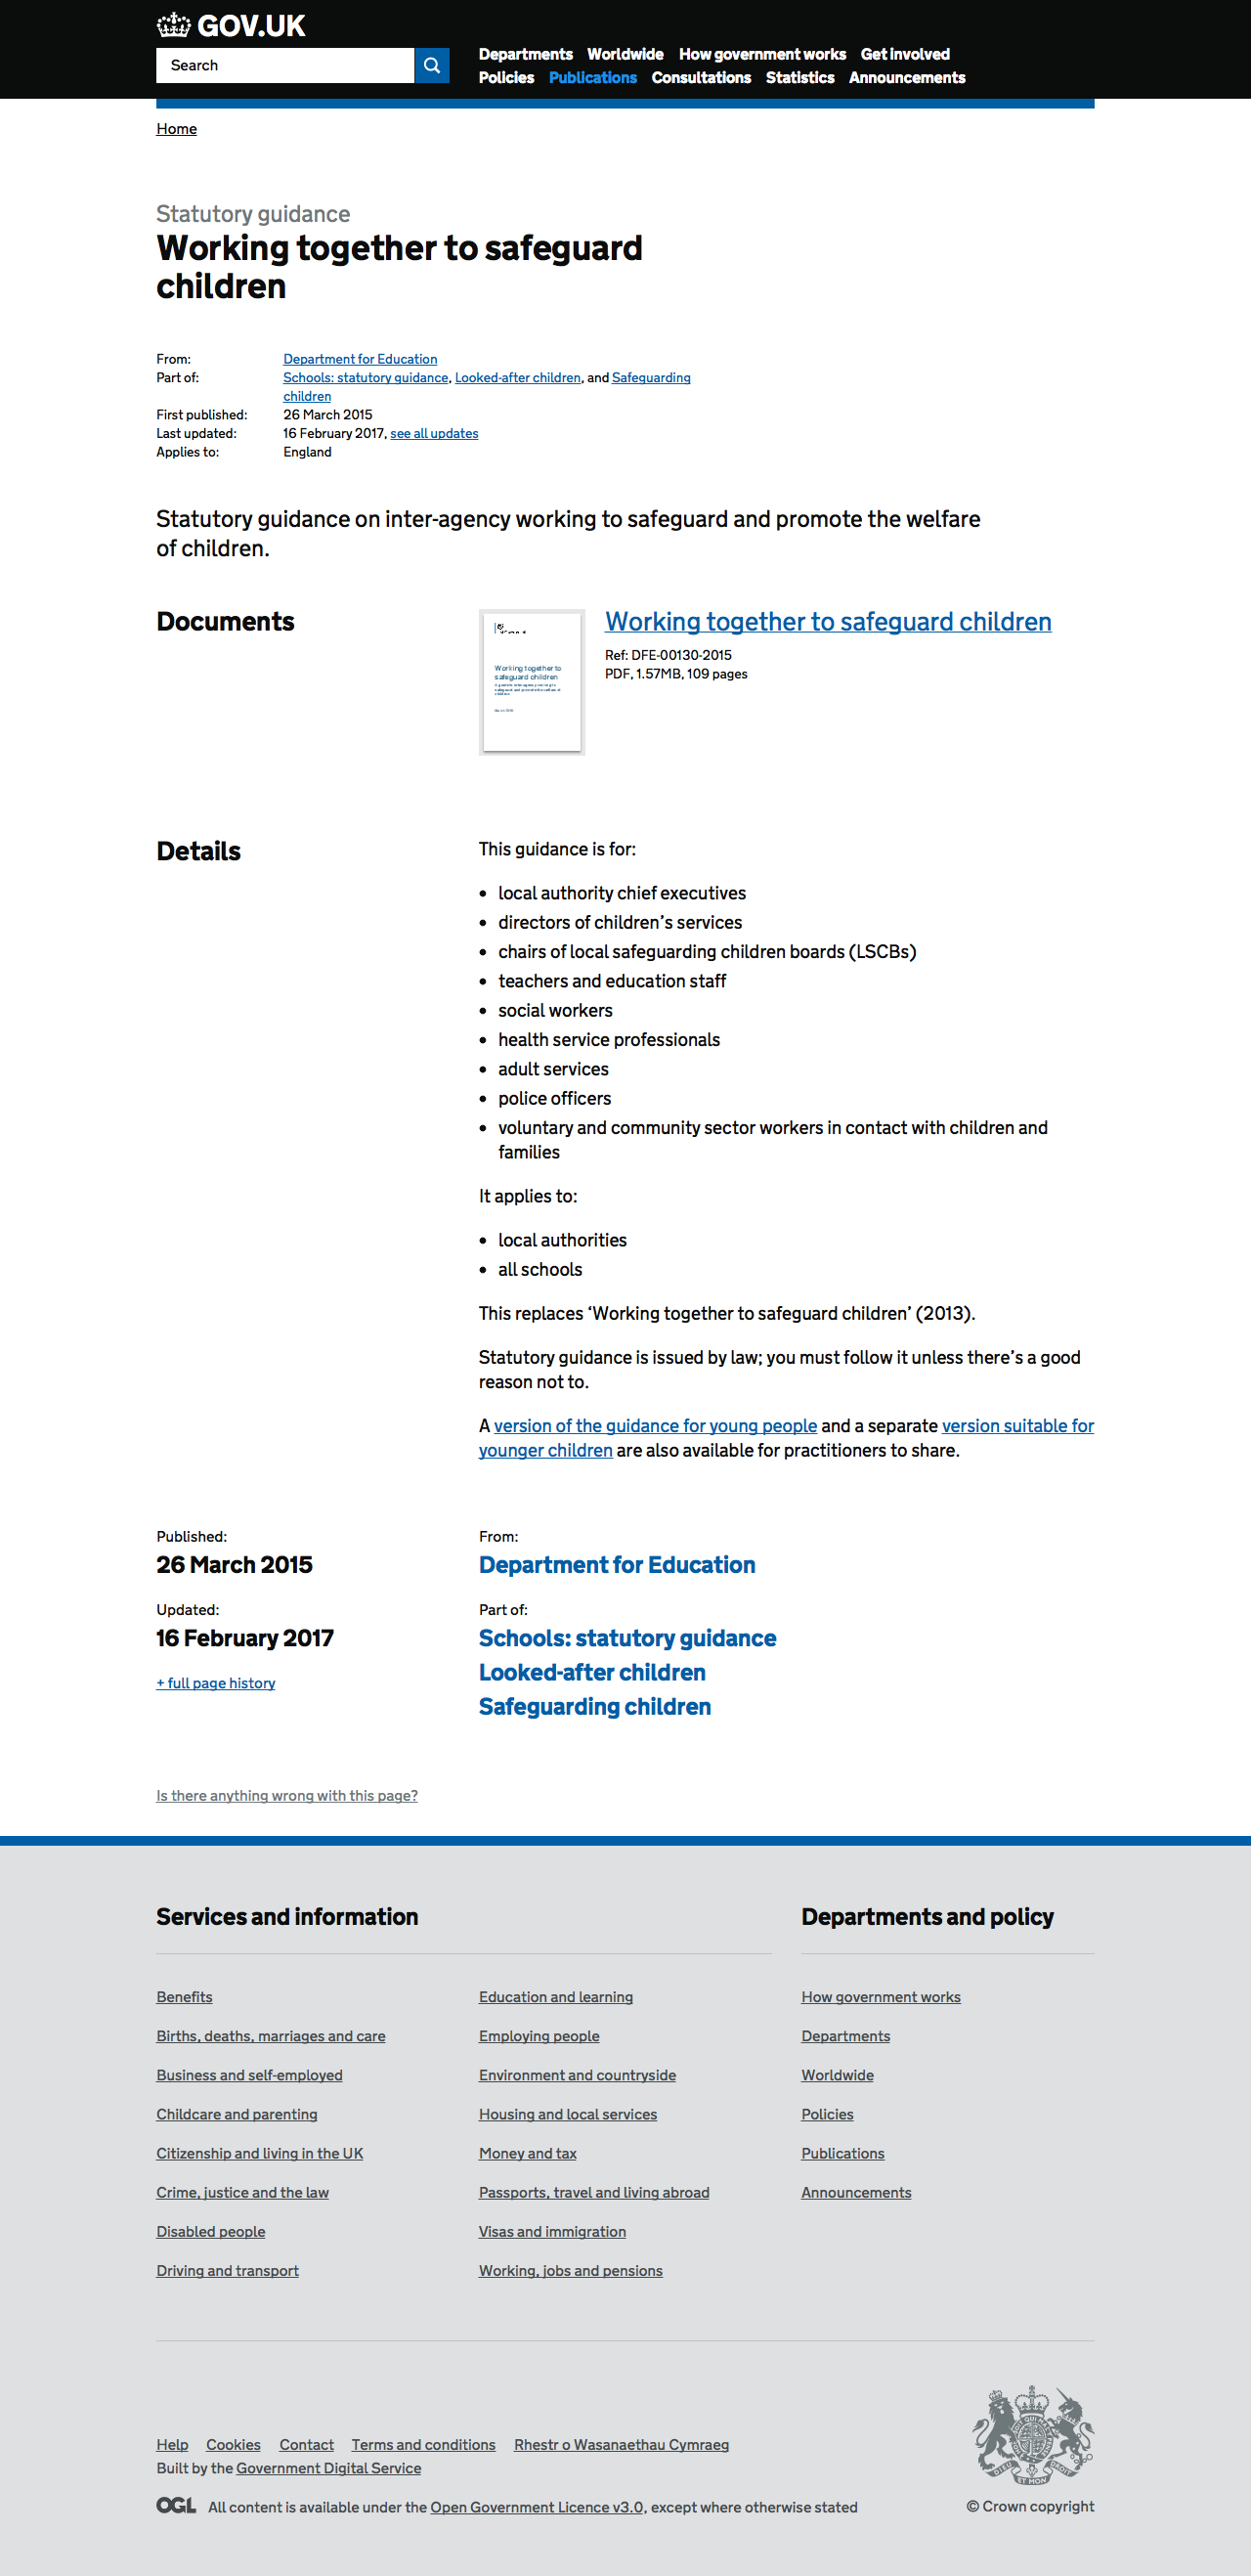 GOV.UK
Search
Departments Worldwide How government works Get involved
Policies Publications Consultations Statistics Announcements
Home
Statutory guidance
Working together to safeguard
children
From: Department for Education
Part of: Schools: statutory guidance, Looked-after children, and Safeguarding
children
First published: 26 March 2015
Last updated: 16 February 2017, see all updates
Applies to: England
Statutory guidance on inter-agency working to safeguard and promote the welfare
of children.
Documents
Working together to
safeguard children
Working together to safeguard children
Ref: DFE-00130-2015
PDF, 1.57MB, 109 pages
Details
This guidance is for:
• local authority chief executives
• directors of children’s services
• chairs of local safeguarding children boards (LSCBs)
• teachers and education staff
• social workers
• health service professionals
• adult services
• police officers
• voluntary and community sector workers in contact with children and
families
It applies to:
• local authorities
• all schools
This replaces ‘Working together to safeguard children’ (2013).
Statutory guidance is issued by law; you must follow it unless there’s a good
reason not to.
A version of the guidance for young people and a separate version suitable for
younger children are also available for practitioners to share.
Published:
26 March 2015
Updated:
16 February 2017
+ full page history
From:
Department for Education
Part of:
Schools: statutory guidance
Looked-after children
Safeguarding children
Is there anything wrong with this page?
Services and information
Benefits
Births, deaths, marriages and care
Business and self-employed
Childcare and parenting
Citizenship and living in the UK
Crime, justice and the law
Disabled people
Driving and transport
Education and learning
Employing people
Environment and countryside
Housing and local services
Money and tax
Passports, travel and living abroad
Visas and immigration
Working, jobs and pensions
Departments and policy
How government works
Departments
Worldwide
Policies
Publications
Announcements
Help Cookies Contact Terms and conditions Rhestr o Wasanaethau Cymraeg
Built by the Government Digital Service
OGL All content is available under the Open Government Licence v3.0, except where otherwise stated
DIEU ET MON DROIT
© Crown copyright